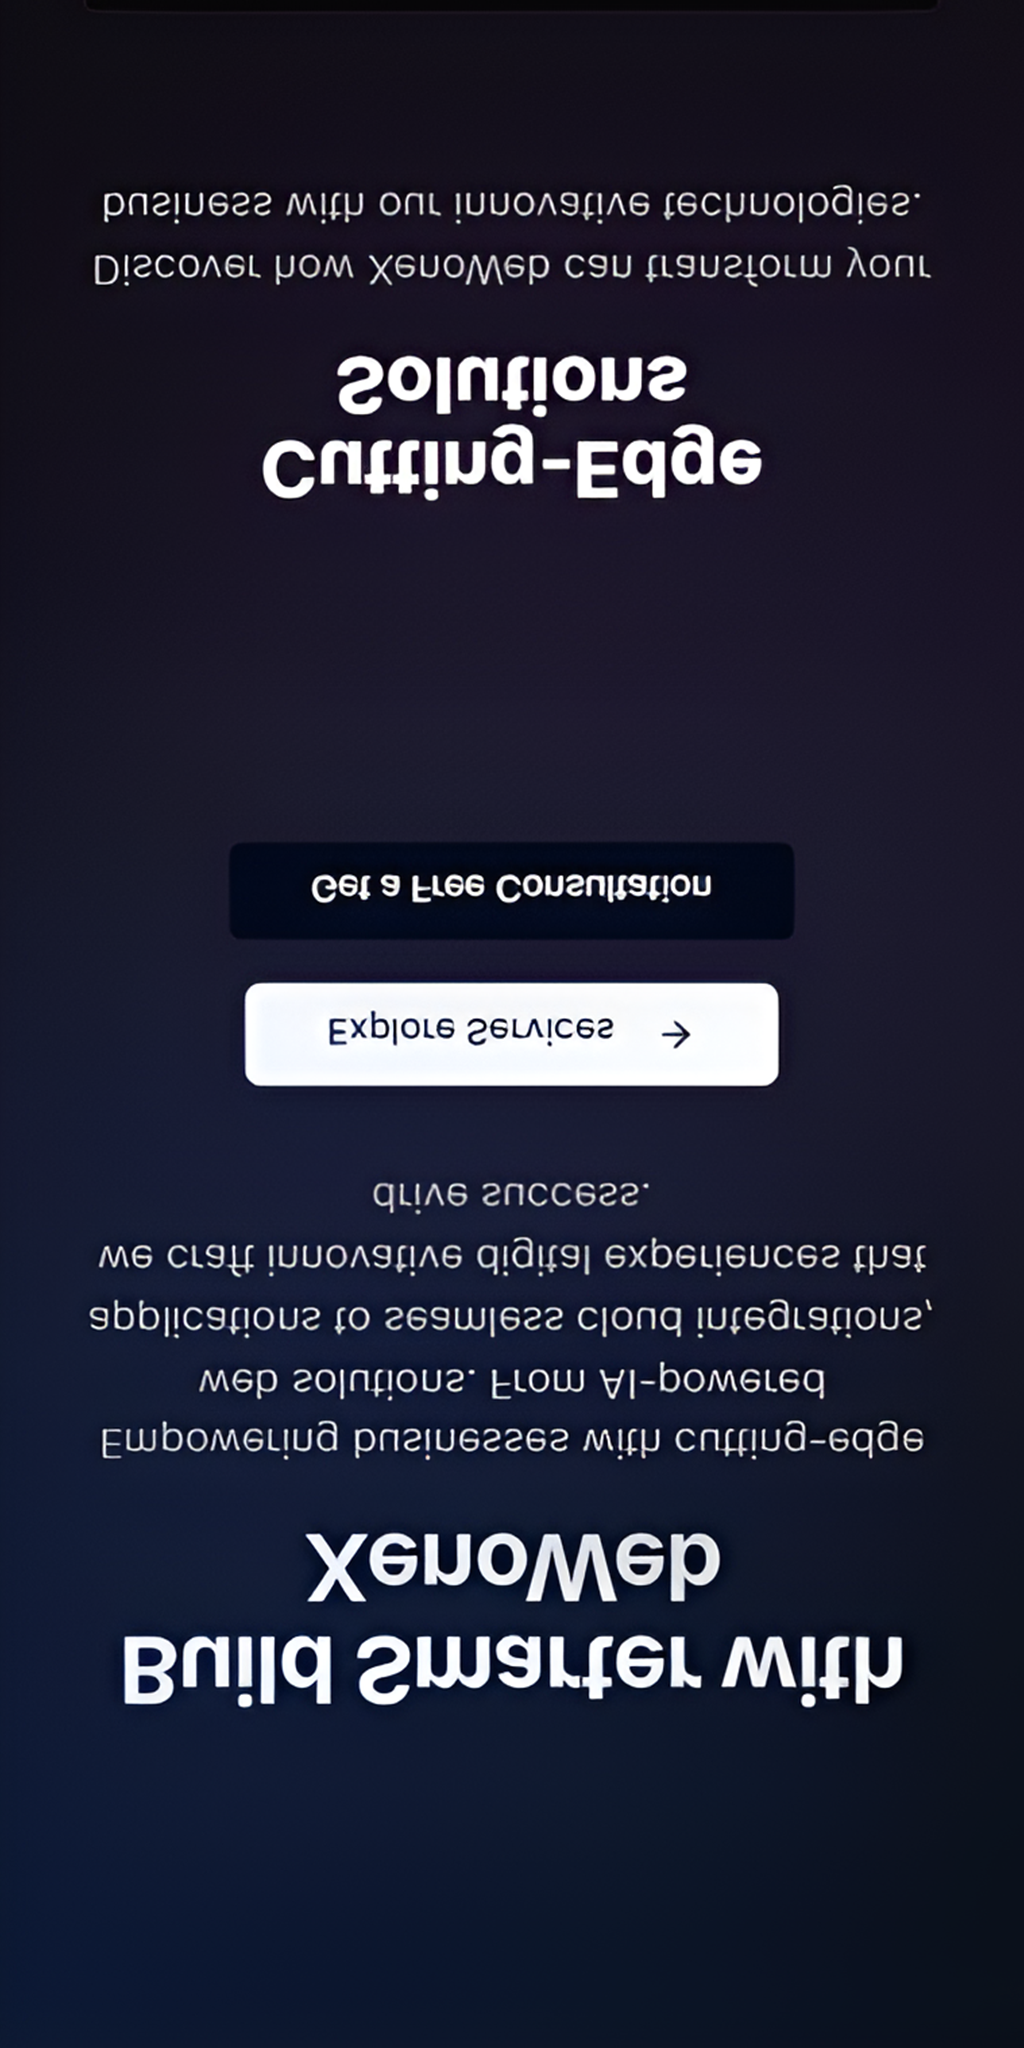 Build Smarter with
XenoWeb
Empowering businesses with cutting-edge
web solutions. From AI-powered
applications to seamless cloud integrations,
we craft innovative digital experiences that
drive success.
Explore Services →
Get a Free Consultation
Cutting-Edge
Solutions
Discover how XenoWeb can transform your
business with our innovative technologies.